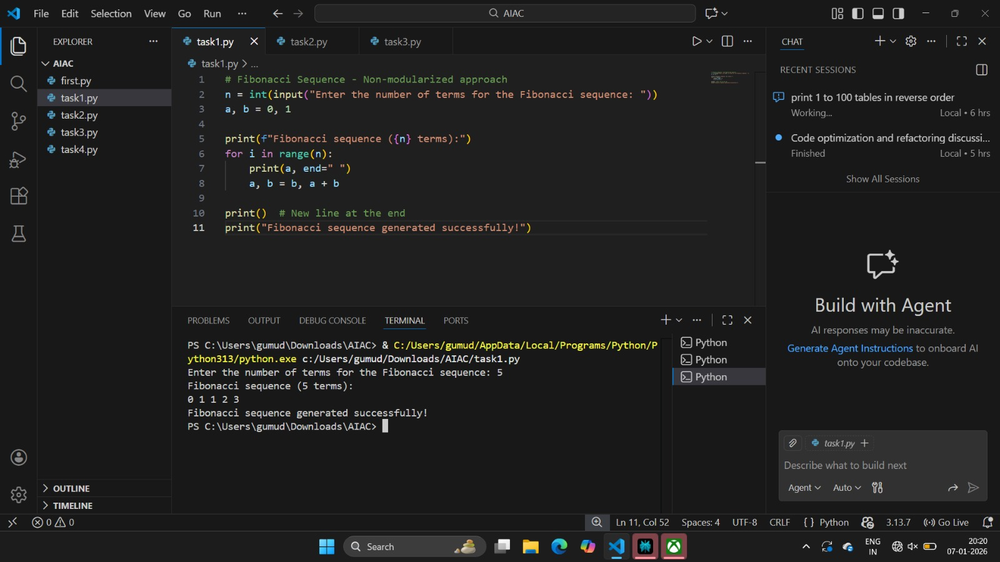 File Edit Selection View Go Run ··· AIAC
EXPLORER ···
AIAC
first.py
task1.py
task2.py
task3.py
task4.py
OUTLINE
TIMELINE
task1.py task2.py task3.py
task1.py > ...
1 # Fibonacci Sequence - Non-modularized approach
2 n = int(input("Enter the number of terms for the Fibonacci sequence: "))
3 a, b = 0, 1
4
5 print(f"Fibonacci sequence ({n} terms):")
6 for i in range(n):
7 print(a, end=" ")
8 a, b = b, a + b
9
10 print() # New line at the end
11 print("Fibonacci sequence generated successfully!")
PROBLEMS OUTPUT DEBUG CONSOLE TERMINAL PORTS
PS C:\Users\gumud\Downloads\AIAC> & C:/Users/gumud/AppData/Local/Programs/Python/P
ython313/python.exe c:/Users/gumud/Downloads/AIAC/task1.py
Enter the number of terms for the Fibonacci sequence: 5
Fibonacci sequence (5 terms):
0 1 1 2 3
Fibonacci sequence generated successfully!
PS C:\Users\gumud\Downloads\AIAC>
Python
Python
Python
CHAT
RECENT SESSIONS
print 1 to 100 tables in reverse order
Working... Local • 6 hrs
Code optimization and refactoring discussi...
Finished Local • 5 hrs
Show All Sessions
Build with Agent
AI responses may be inaccurate.
Generate Agent Instructions to onboard AI
onto your codebase.
task1.py
Describe what to build next
Agent Auto
0 0 Ln 11, Col 52 Spaces: 4 UTF-8 CRLF { } Python 3.13.7 Go Live
Search
ENG
IN
20:20
07-01-2026